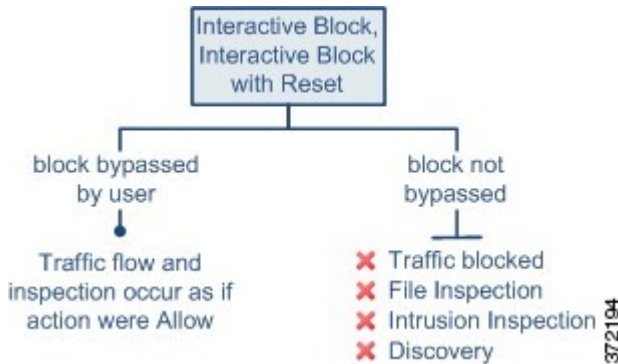 Interactive Block,
Interactive Block
with Reset
block bypassed
by user
Traffic flow and
inspection occur as if
action were Allow
block not
bypassed
Traffic blocked
File Inspection
Intrusion Inspection
Discovery
372194